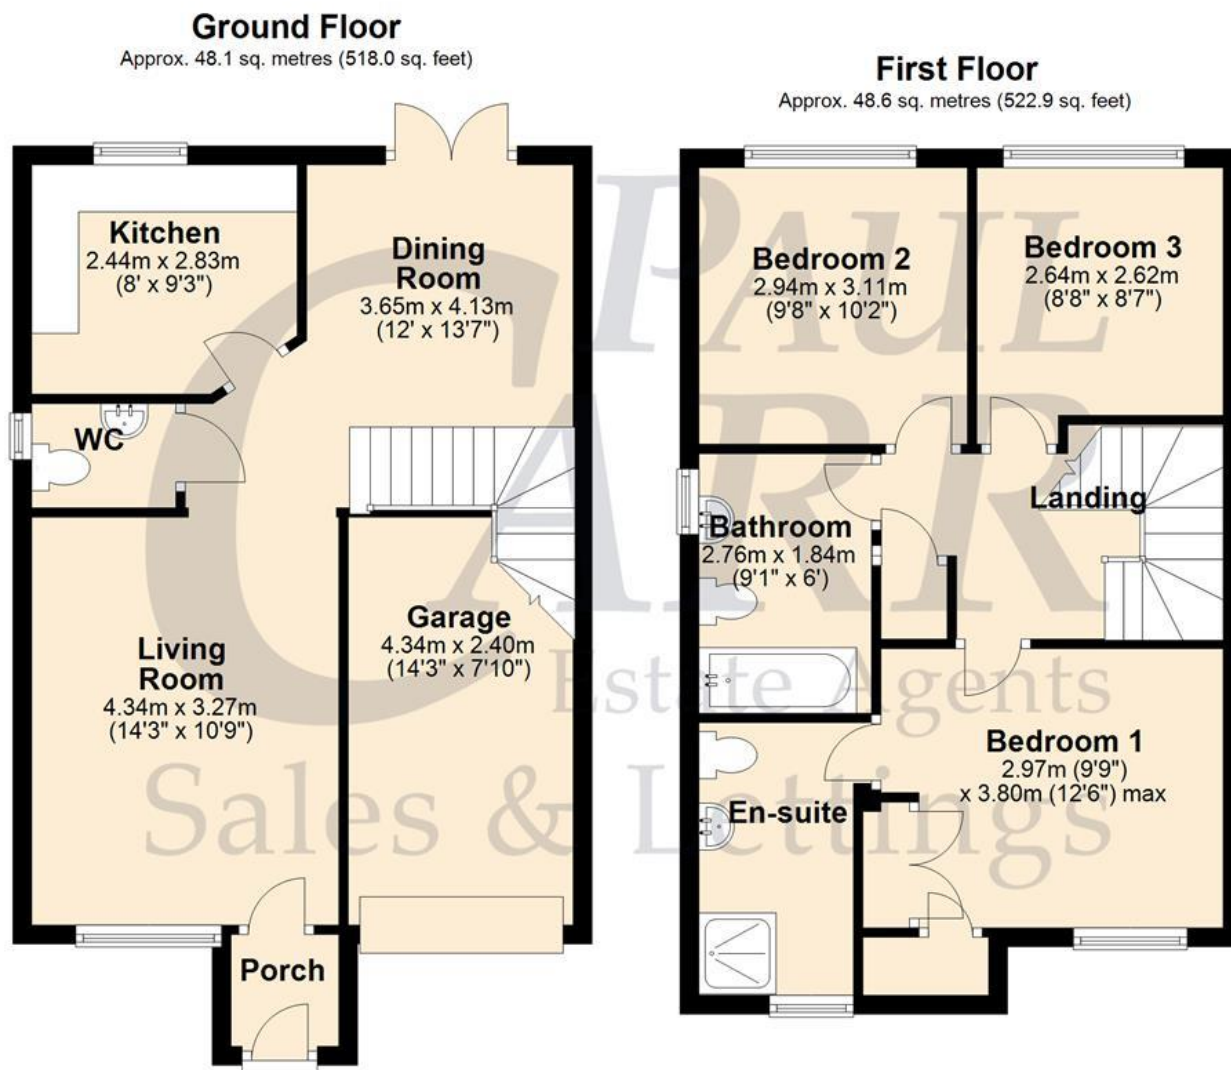 Ground Floor
Approx. 48.1 sq. metres (518.0 sq. feet)
Kitchen
2.44m x 2.83m
(8' x 9'3")
Dining
Room
3.65m x 4.13m
(12' x 13'7")
WC
Living
Room
4.34m x 3.27m
(14'3" x 10'9")
Garage
4.34m x 2.40m
(14'3" x 7'10")
Porch
First Floor
Approx. 48.6 sq. metres (522.9 sq. feet)
Bedroom 2
2.94m x 3.11m
(9'8" x 10'2")
Bedroom 3
2.64m x 2.62m
(8'8" x 8'7")
Landing
Bathroom
2.76m x 1.84m
(9'1" x 6')
Bedroom 1
2.97m (9'9")
x 3.80m (12'6") max
En-suite
PAUL
CARR
Estate Agents
Sales & Lettings